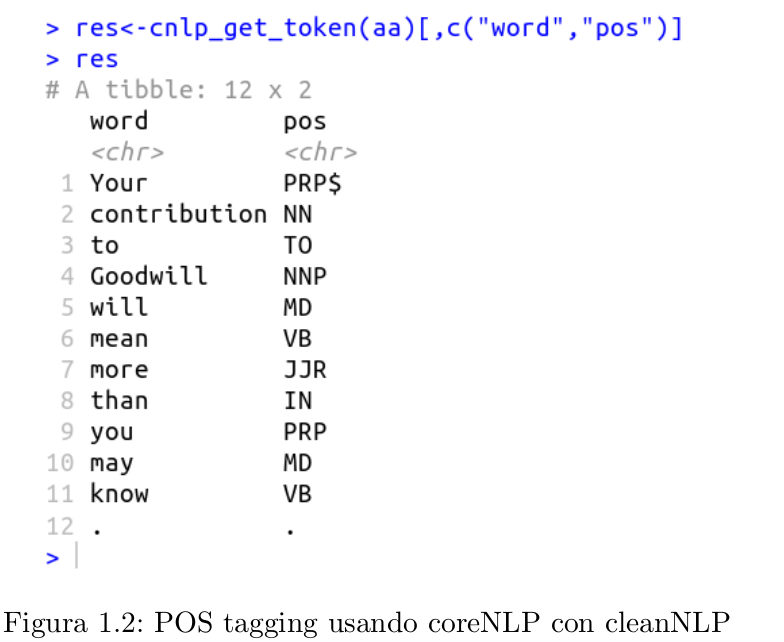 > res<-cnlp_get_token(aa)[,c("word","pos")]
> res
# A tibble: 12 x 2
word pos
<chr> <chr>
1 Your PRP$
2 contribution NN
3 to TO
4 Goodwill NNP
5 will MD
6 mean VB
7 more JJR
8 than IN
9 you PRP
10 may MD
11 know VB
12 . .
>
Figura 1.2: POS tagging usando coreNLP con cleanNLP